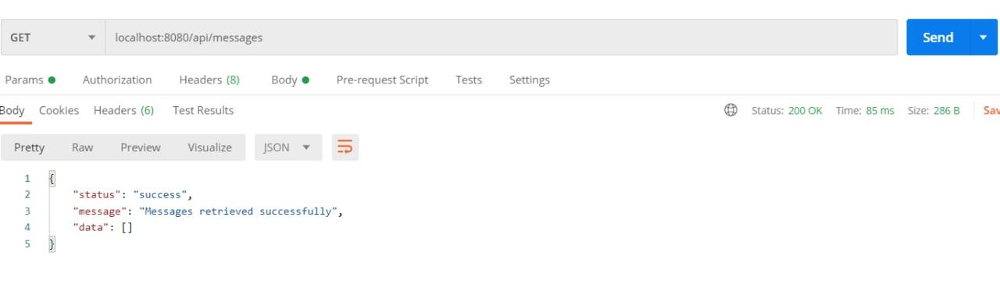 GET localhost:8080/api/messages Send
Params Authorization Headers (8) Body Pre-request Script Tests Settings
Body Cookies Headers (6) Test Results Status: 200 OK Time: 85 ms Size: 286 B Sav
Pretty Raw Preview Visualize JSON
1 {
2 "status": "success",
3 "message": "Messages retrieved successfully",
4 "data": []
5 }